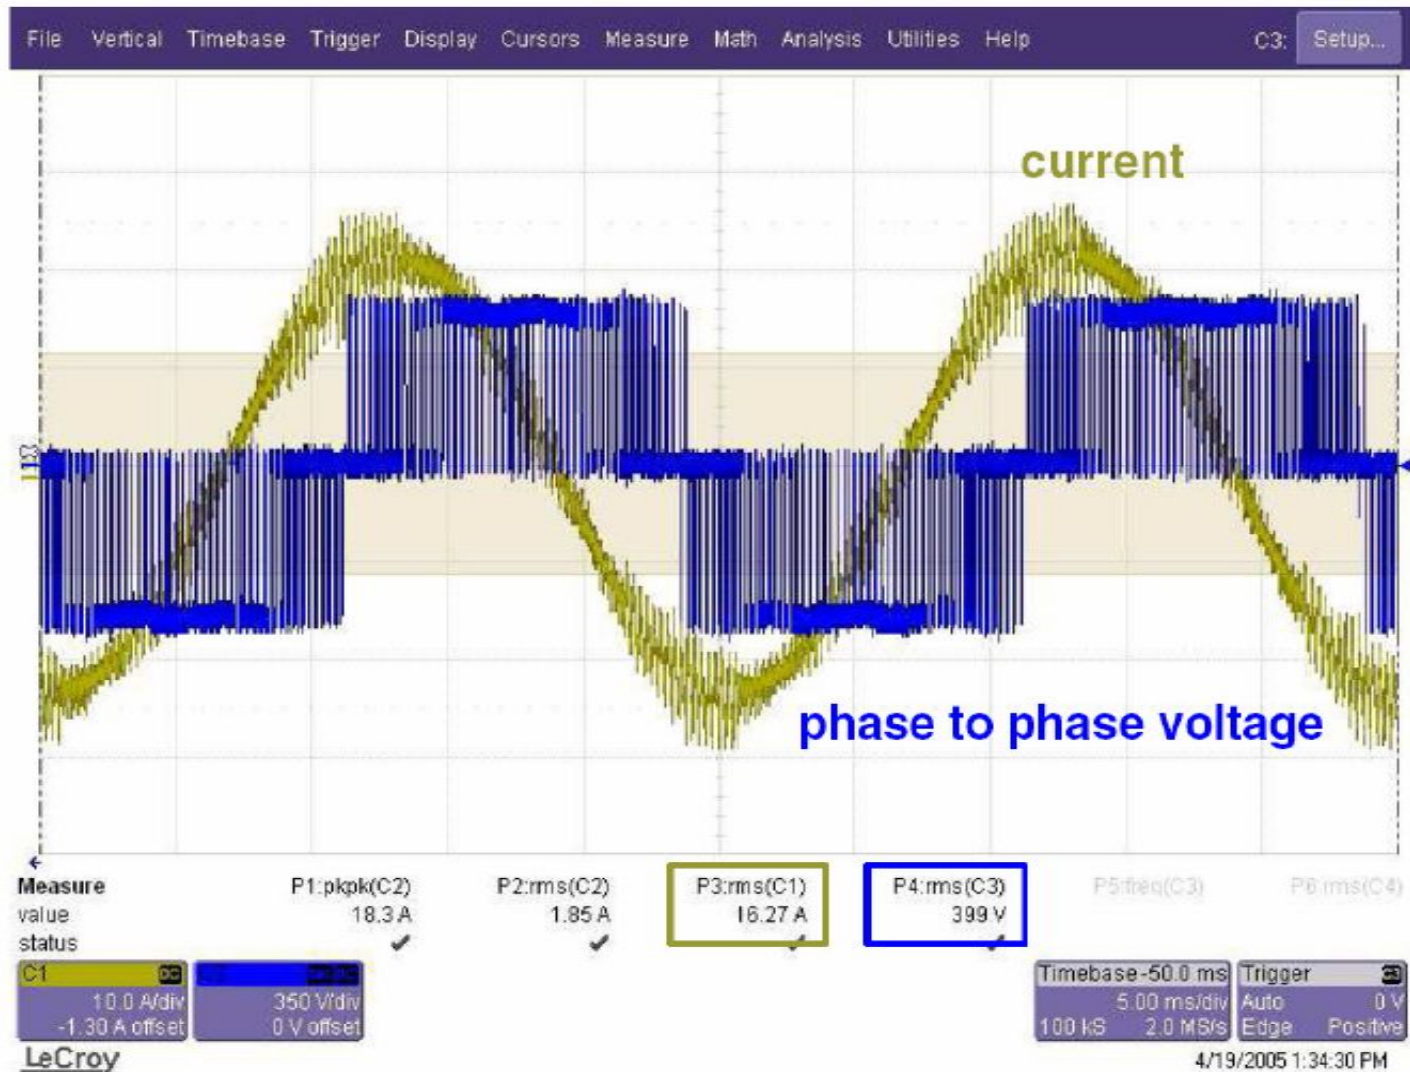 File Vertical Timebase Trigger Display Cursors Measure Math Analysis Utilities Help C3: Setup...
current
phase to phase voltage
Measure P1:pkpk(C2) P2:rms(C2) P3:rms(C1) P4:rms(C3) P5:freq(C3) P6:rms(C4)
value 18.3 A 1.85 A 16.27 A 399 V
status
C1 DC Timebase -50.0 ms Trigger C3
10.0 A/div 350 V/div 5.00 ms/div Auto 0 V
-1.30 A offset 0 V offset 100 kS 2.0 MS/s Edge Positive
LeCroy 4/19/2005 1:34:30 PM